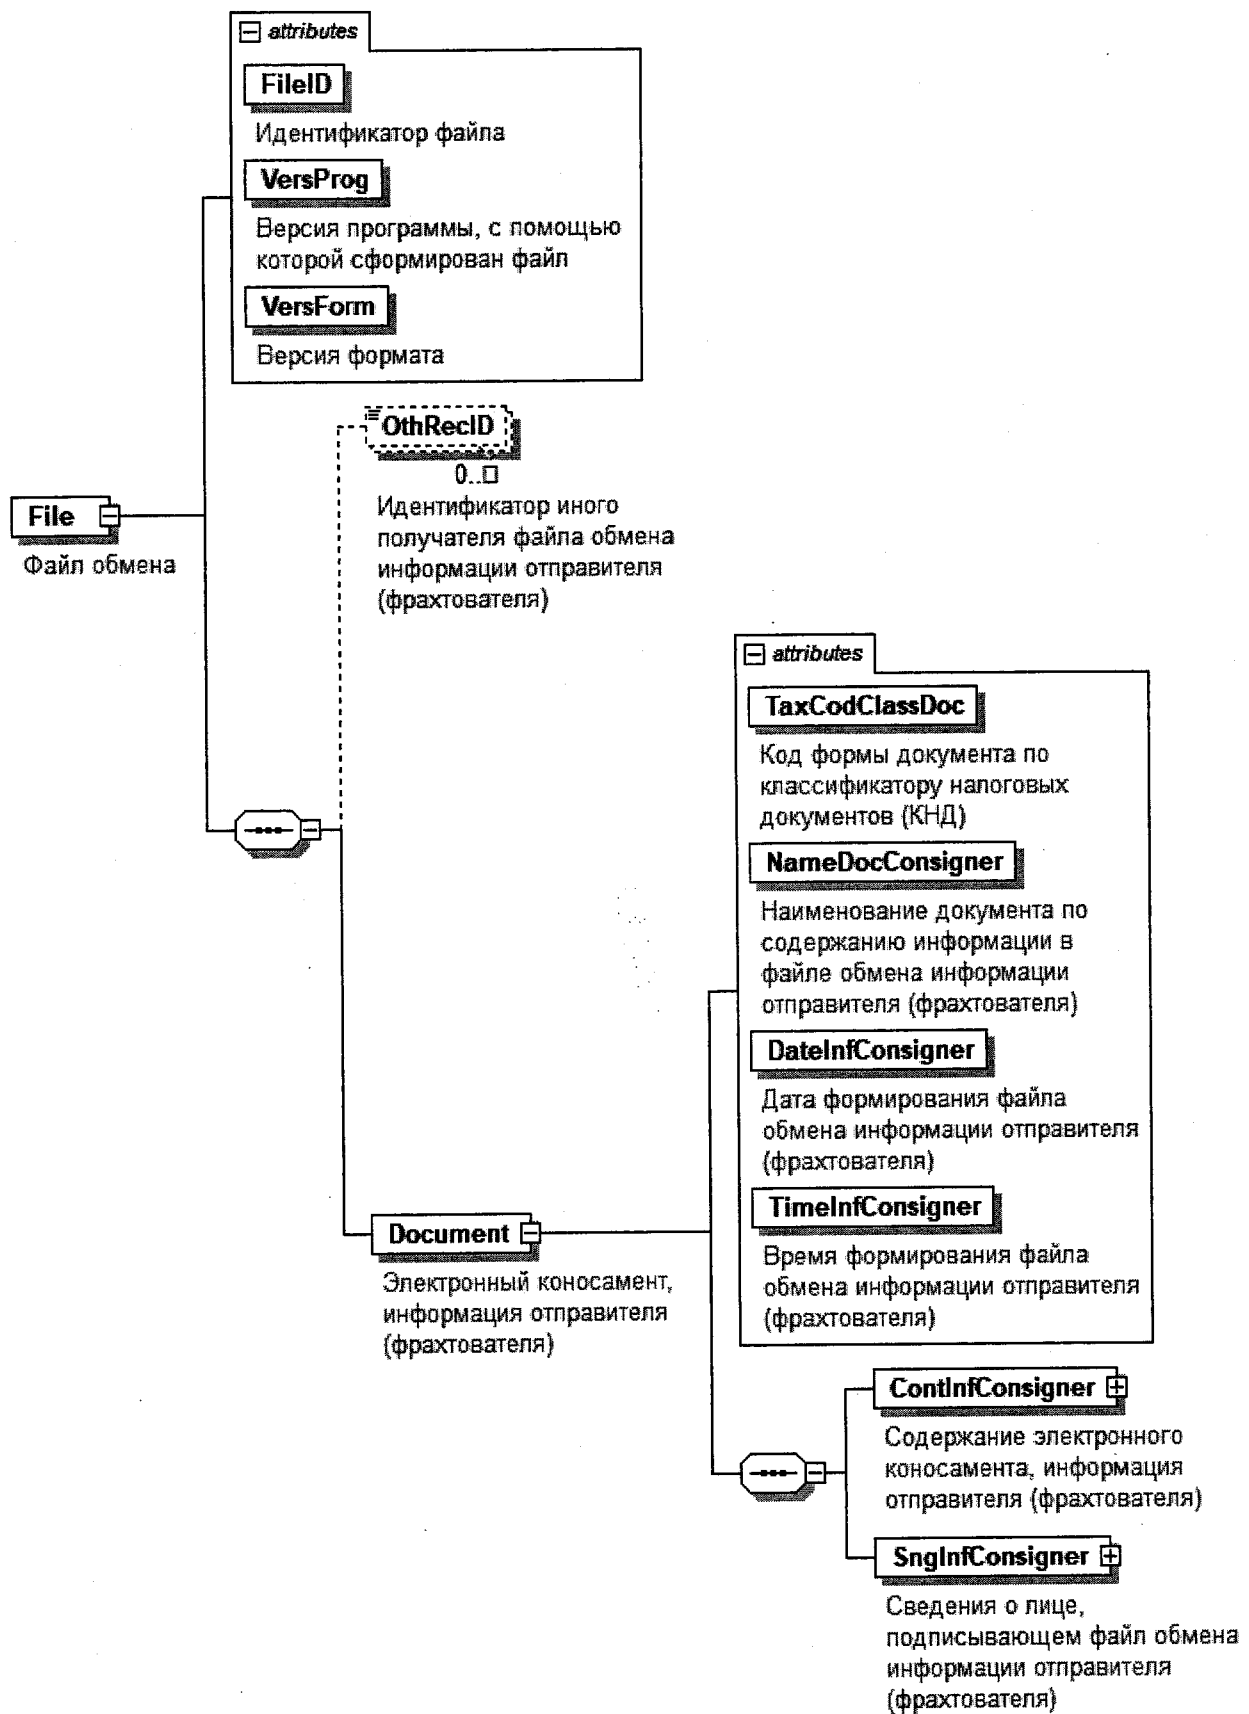 attributes
FileID
Идентификатор файла
VersProg
Версия программы, с помощью
которой сформирован файл
VersForm
Версия формата
OthRecID
0..□
Идентификатор иного
получателя файла обмена
информации отправителя
(фрахтователя)
File
Файл обмена
attributes
TaxCodClassDoc
Код формы документа по
классификатору налоговых
документов (КНД)
NameDocConsigner
Наименование документа по
содержанию информации в
файле обмена информации
отправителя (фрахтователя)
DateInfConsigner
Дата формирования файла
обмена информации отправителя
(фрахтователя)
TimeInfConsigner
Время формирования файла
обмена информации отправителя
(фрахтователя)
Document
Электронный коносамент,
информация отправителя
(фрахтователя)
ContInfConsigner
Содержание электронного
коносамента, информация
отправителя (фрахтователя)
SngInfConsigner
Сведения о лице,
подписывающем файл обмена
информации отправителя
(фрахтователя)